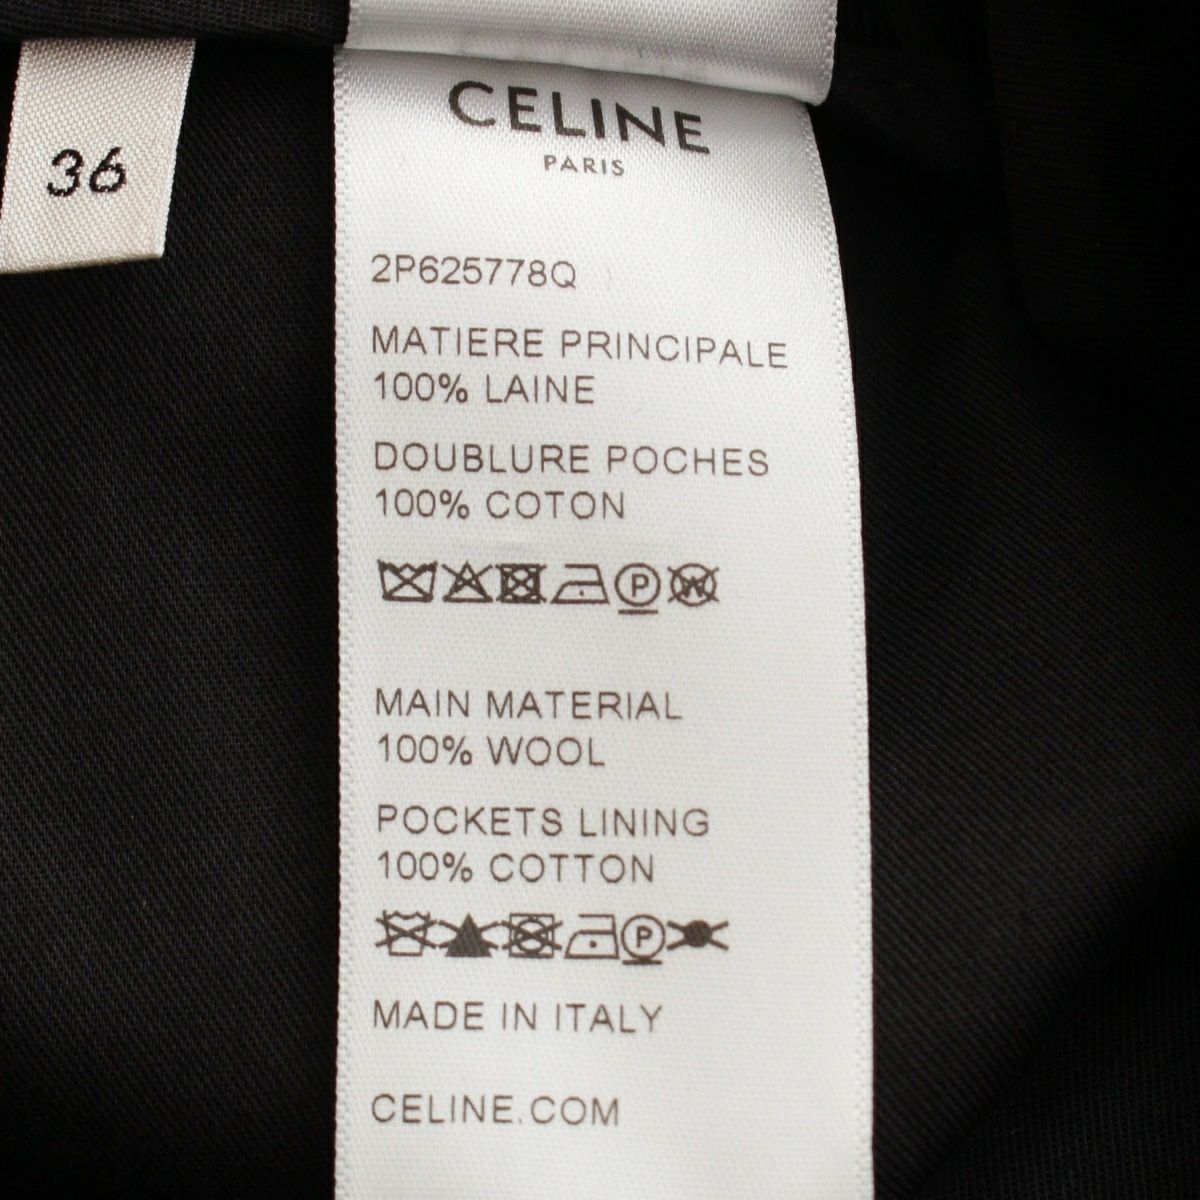 36
CELINE
PARIS
2P625778Q
MATIERE PRINCIPALE
100% LAINE
DOUBLURE POCHES
100% COTON
P W
MAIN MATERIAL
100% WOOL
POCKETS LINING
100% COTTON
P
MADE IN ITALY
CELINE.COM